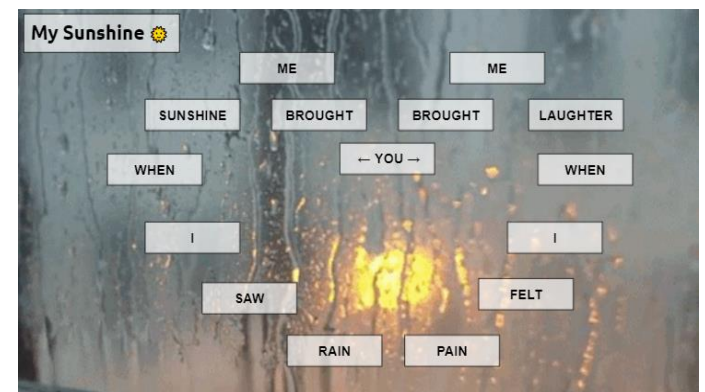 My Sunshine 🌞
ME ME
SUNSHINE BROUGHT BROUGHT LAUGHTER
← YOU →
WHEN WHEN
I I
SAW FELT
RAIN PAIN